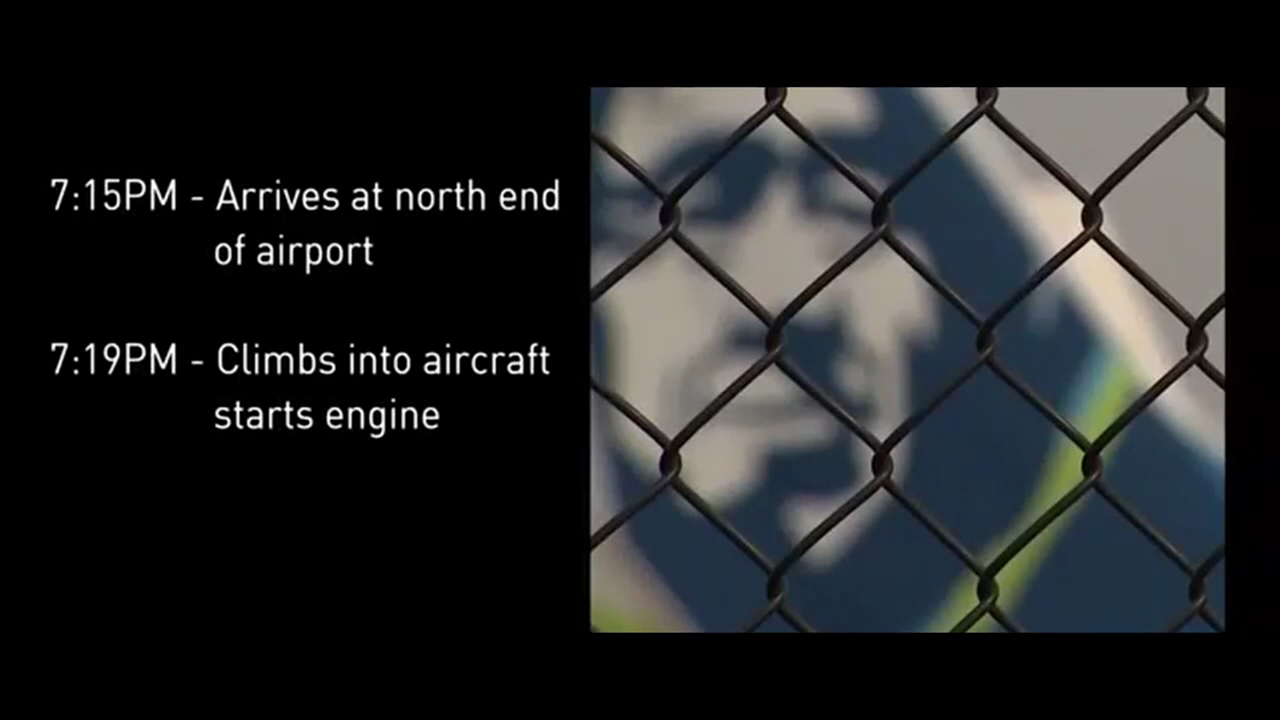 7:15PM - Arrives at north end
of airport
7:19PM - Climbs into aircraft
starts engine